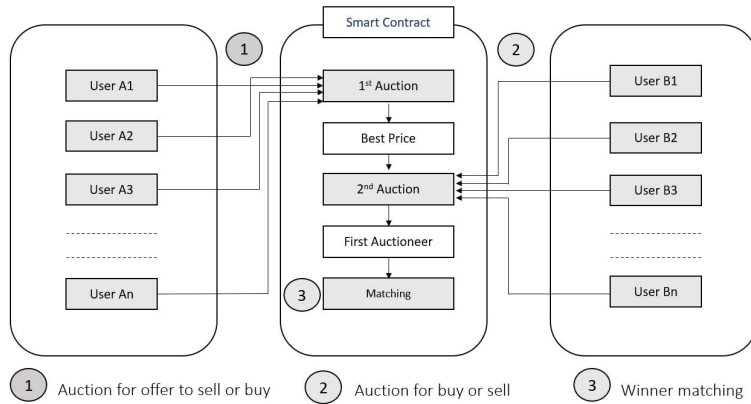 Smart Contract
1
2
User A1
User A2
User A3
User An
1st Auction
Best Price
2nd Auction
First Auctioneer
3
Matching
User B1
User B2
User B3
User Bn
1 Auction for offer to sell or buy
2 Auction for buy or sell
3 Winner matching